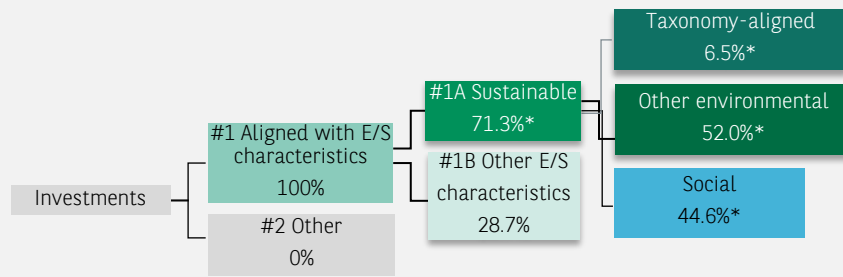 Investments
#1 Aligned with E/S
characteristics
100%
#2 Other
0%
#1A Sustainable
71.3%*
#1B Other E/S
characteristics
28.7%
Taxonomy-aligned
6.5%*
Other environmental
52.0%*
Social
44.6%*